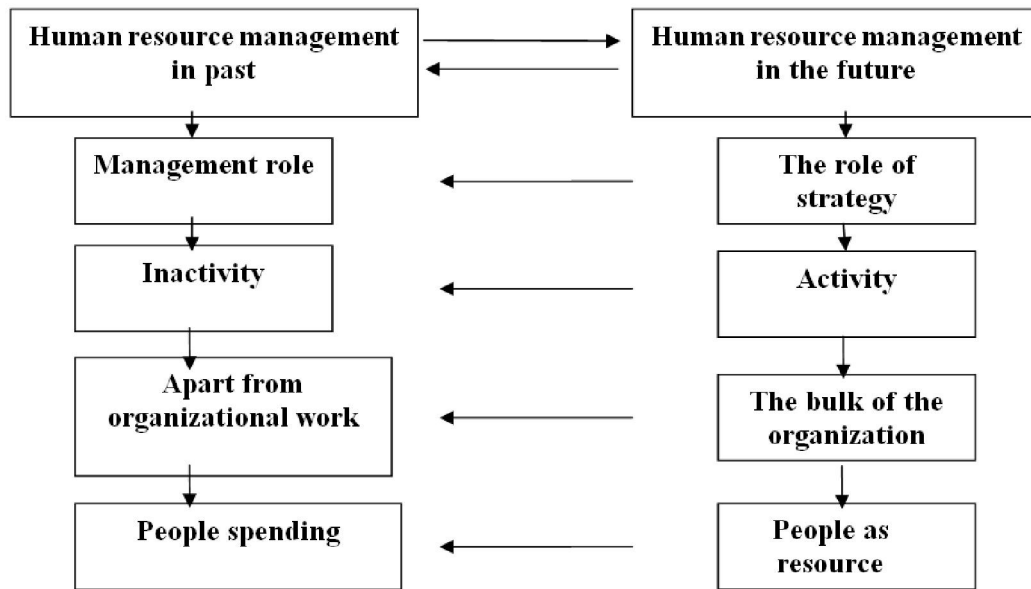 Human resource management
in past
Human resource management
in the future
Management role
The role of
strategy
Inactivity
Activity
Apart from
organizational work
The bulk of the
organization
People spending
People as
resource